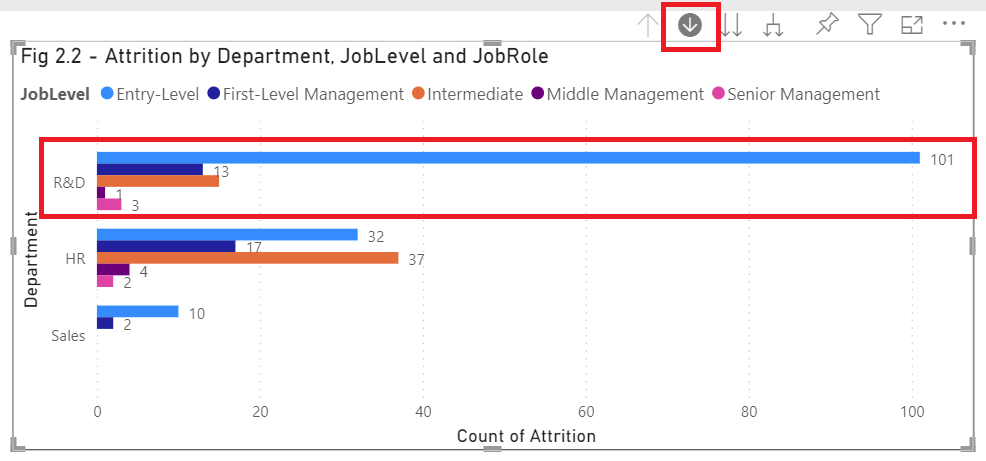 Fig 2.2 - Attrition by Department, JobLevel and JobRole
JobLevel Entry-Level First-Level Management Intermediate Middle Management Senior Management
Department
R&D
101
13
1
3
HR
32
17
37
4
2
Sales
10
2
0 20 40 60 80 100
Count of Attrition